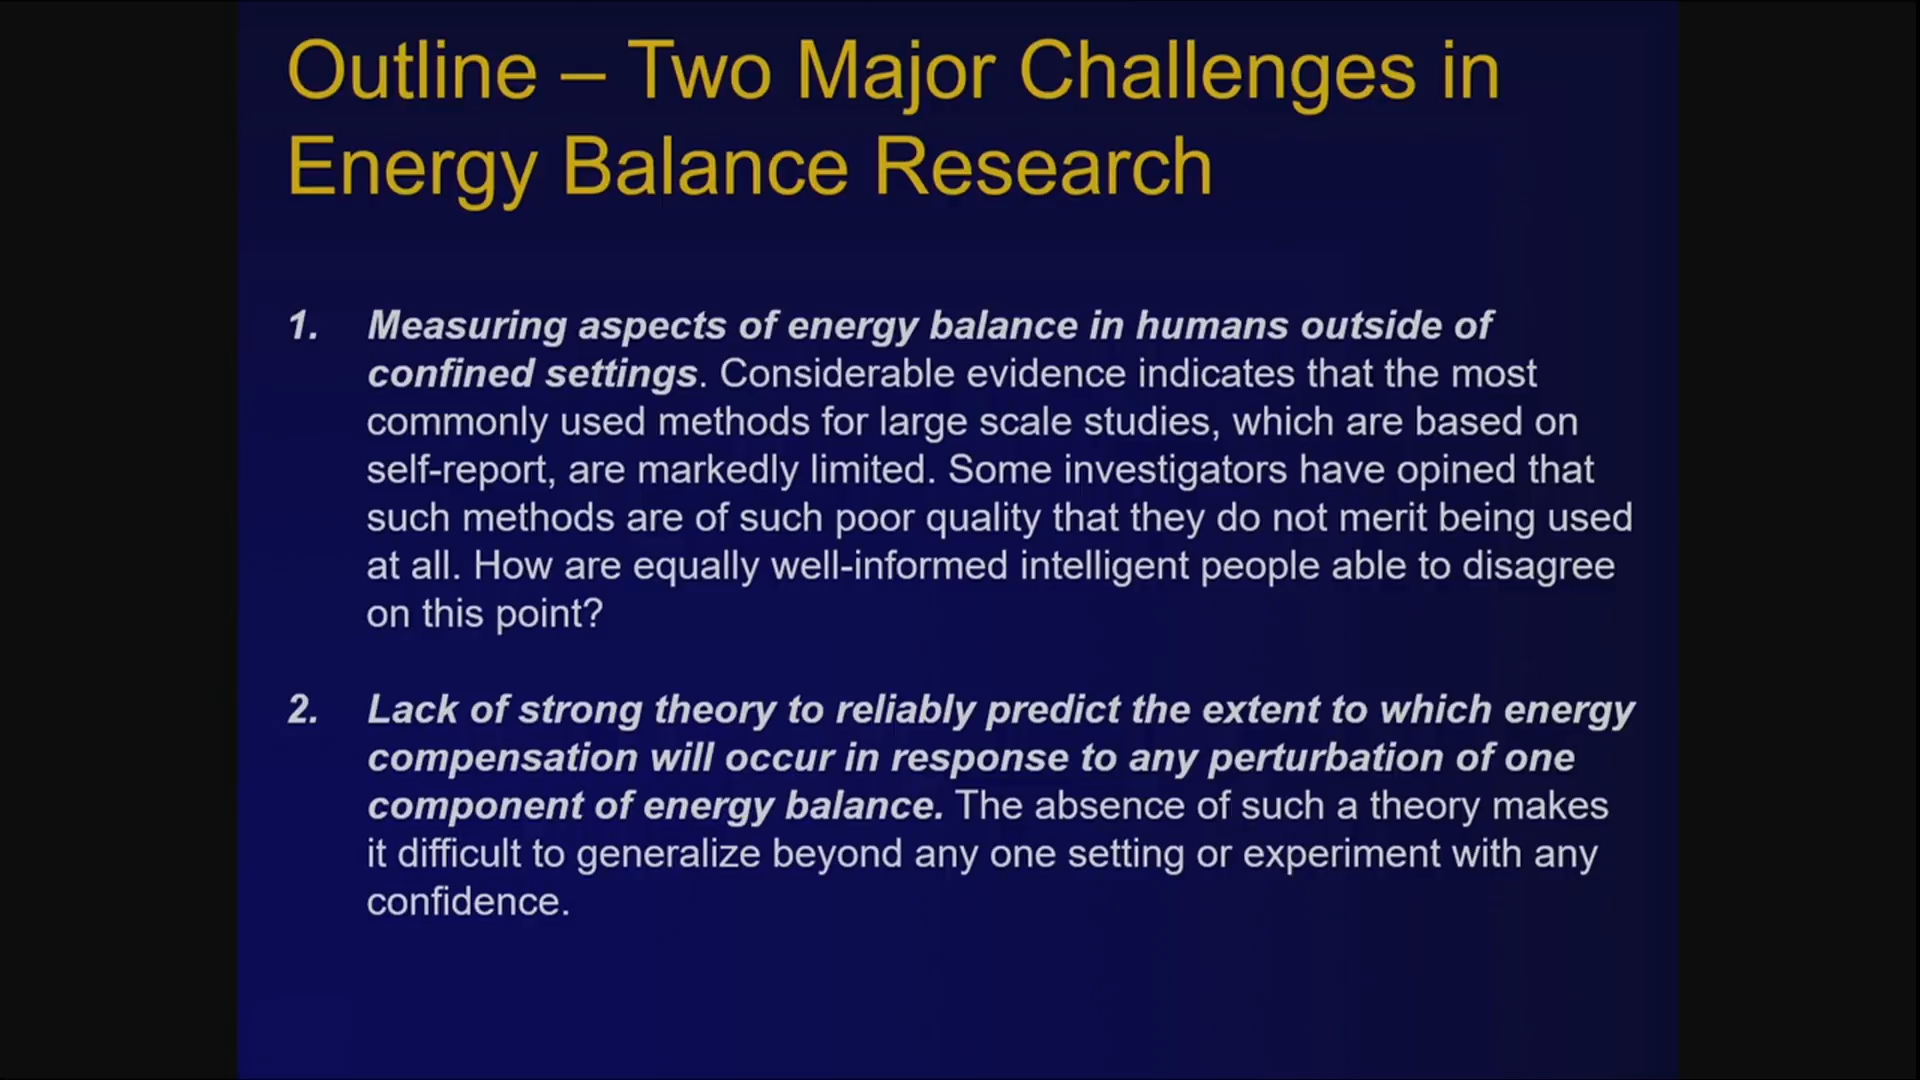 Outline – Two Major Challenges in
Energy Balance Research
1. Measuring aspects of energy balance in humans outside of
confined settings. Considerable evidence indicates that the most
commonly used methods for large scale studies, which are based on
self-report, are markedly limited. Some investigators have opined that
such methods are of such poor quality that they do not merit being used
at all. How are equally well-informed intelligent people able to disagree
on this point?
2. Lack of strong theory to reliably predict the extent to which energy
compensation will occur in response to any perturbation of one
component of energy balance. The absence of such a theory makes
it difficult to generalize beyond any one setting or experiment with any
confidence.